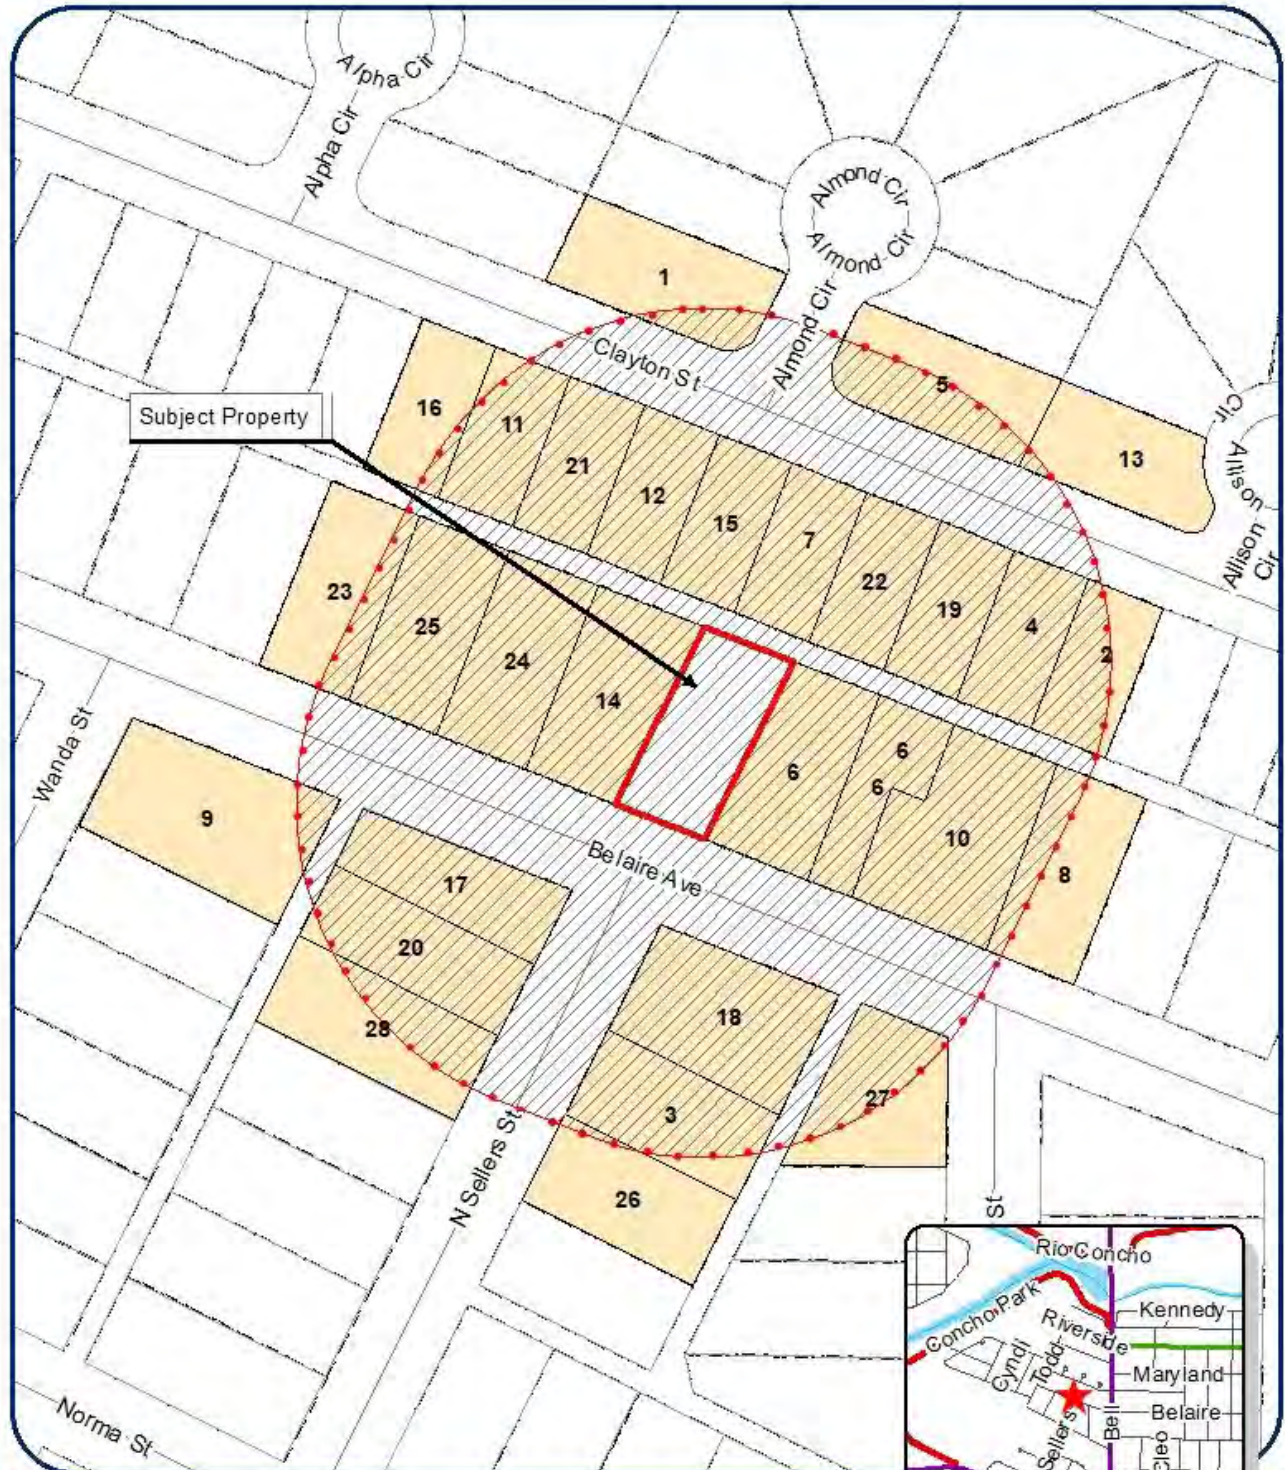 Alpha Cir
Alpha Cir
Almond Cir
Almond Cir
Almond Cir
1
Clayton St
5
16
Subject Property
11
13
Cir
Allison
Allison
Cir
21
12
15
7
22
23
19
25
4
24
2
14
6
6
6
Wanda St
9
10
Belaire Ave
8
17
20
18
28
27
3
N Sellers St
26
St
Norma St
Rio Concho
Concho Park
Kennedy
Riverside
Cyndi
Todd
Maryland
Sellers
Bell
Belaire
Cleo